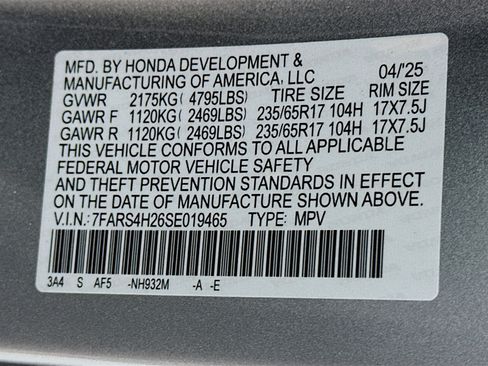 MFD. BY HONDA DEVELOPMENT &
MANUFACTURING OF AMERICA, LLC 04/'25
GVWR 2175KG( 4795LBS) TIRE SIZE RIM SIZE
GAWR F 1120KG( 2469LBS) 235/65R17 104H 17X7.5J
GAWR R 1120KG( 2469LBS) 235/65R17 104H 17X7.5J
THIS VEHICLE CONFORMS TO ALL APPLICABLE
FEDERAL MOTOR VEHICLE SAFETY
AND THEFT PREVENTION STANDARDS IN EFFECT
ON THE DATE OF MANUFACTURE SHOWN ABOVE.
V.I.N.:7FARS4H26SE019465 TYPE: MPV
3A4 S AF5 -NH932M -A -E